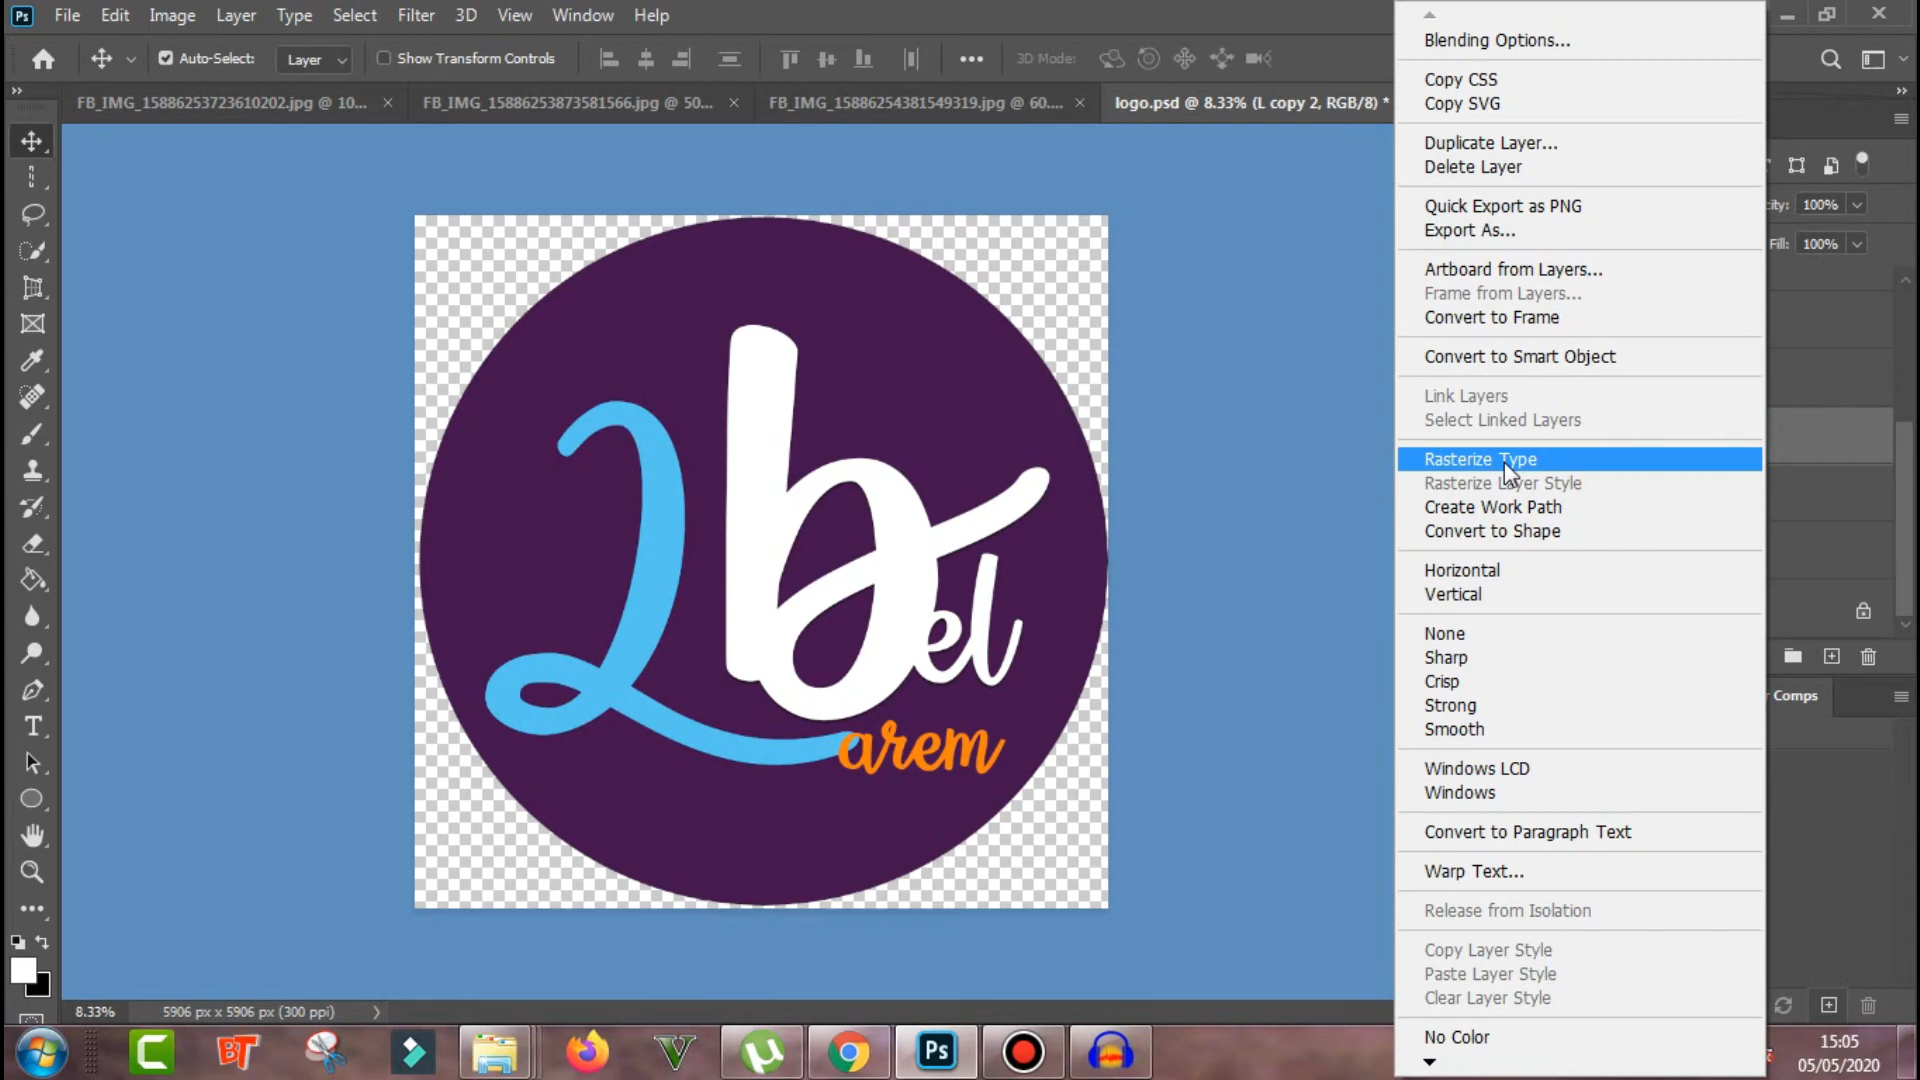 Ps File Edit Image Layer Type Select Filter 3D View Window Help
Auto-Select: Layer Show Transform Controls 3D Mode:
FB_IMG_15886253723610202.jpg @ 10... FB_IMG_15886253873581566.jpg @ 50... FB_IMG_15886254381549319.jpg @ 60.... logo.psd @ 8.33% (L copy 2, RGB/8) *
Blending Options...
Copy CSS
Copy SVG
Duplicate Layer...
Delete Layer
Quick Export as PNG
Export As...
Artboard from Layers...
Frame from Layers...
Convert to Frame
Convert to Smart Object
Link Layers
Select Linked Layers
Rasterize Type
Rasterize Layer Style
Create Work Path
Convert to Shape
Horizontal
Vertical
None
Sharp
Crisp
Strong
Smooth
Windows LCD
Windows
Convert to Paragraph Text
Warp Text...
Release from Isolation
Copy Layer Style
Paste Layer Style
Clear Layer Style
No Color
100%
Fill: 100%
Comps
L
bel
arem
8.33% 5906 px x 5906 px (300 ppi)
C BT V µ Ps
15:05
05/05/2020